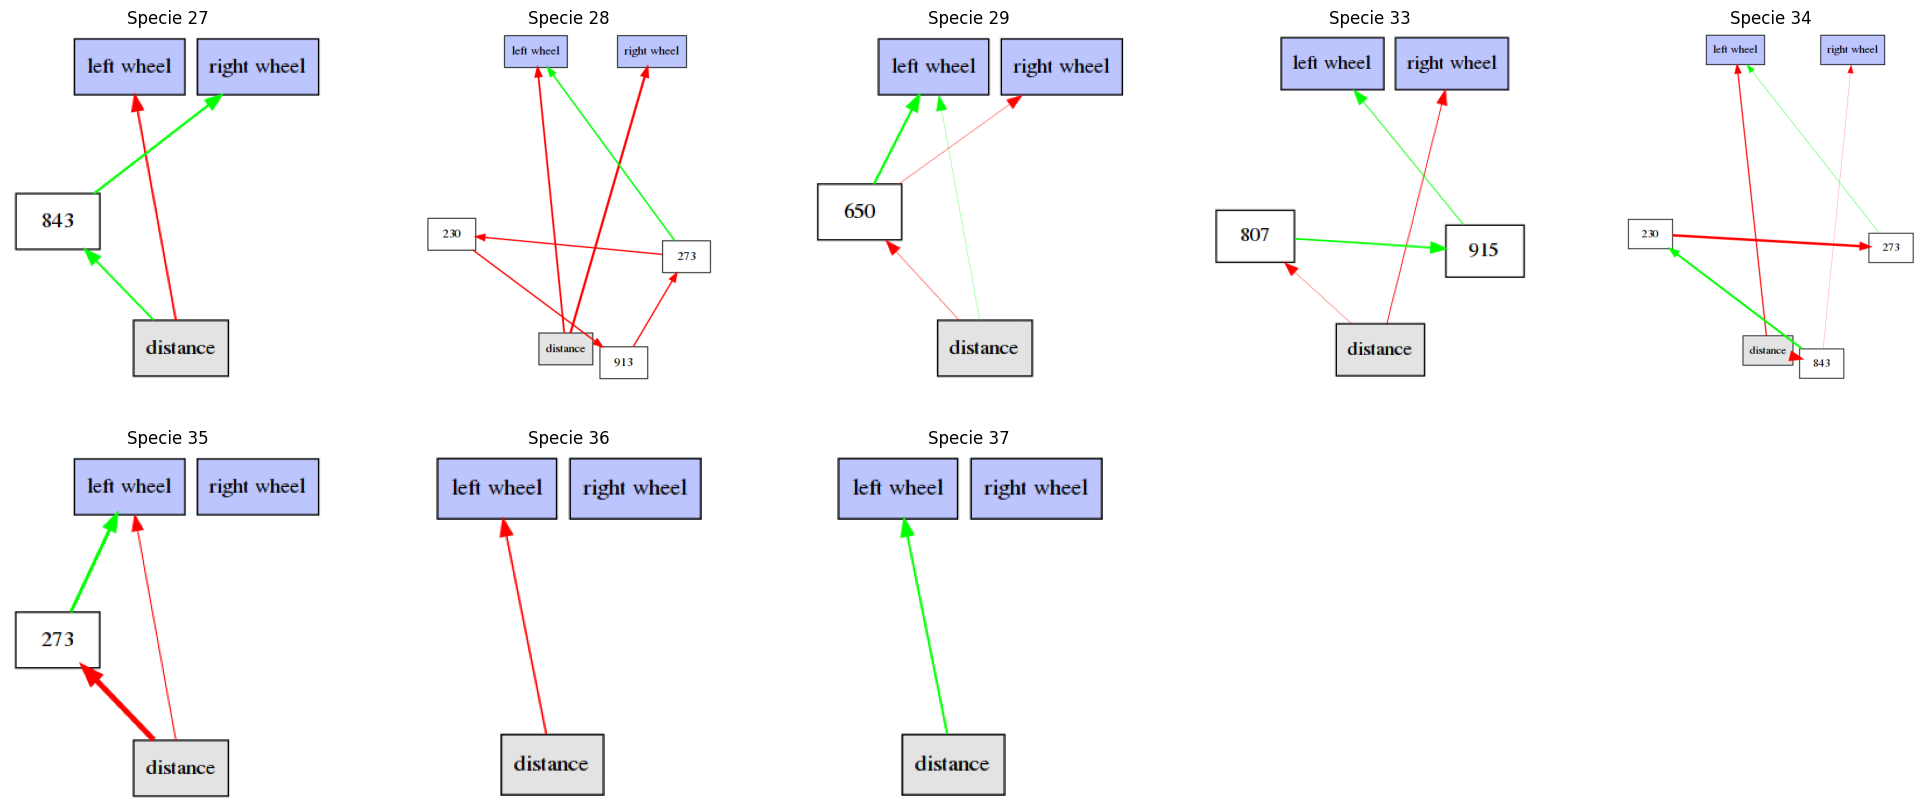 Specie 27
left wheel
right wheel
843
distance
Specie 28
left wheel
right wheel
230
273
distance
913
Specie 29
left wheel
right wheel
650
distance
Specie 33
left wheel
right wheel
807
915
distance
Specie 34
left wheel
right wheel
230
273
distance
843
Specie 35
left wheel
right wheel
273
distance
Specie 36
left wheel
right wheel
distance
Specie 37
left wheel
right wheel
distance